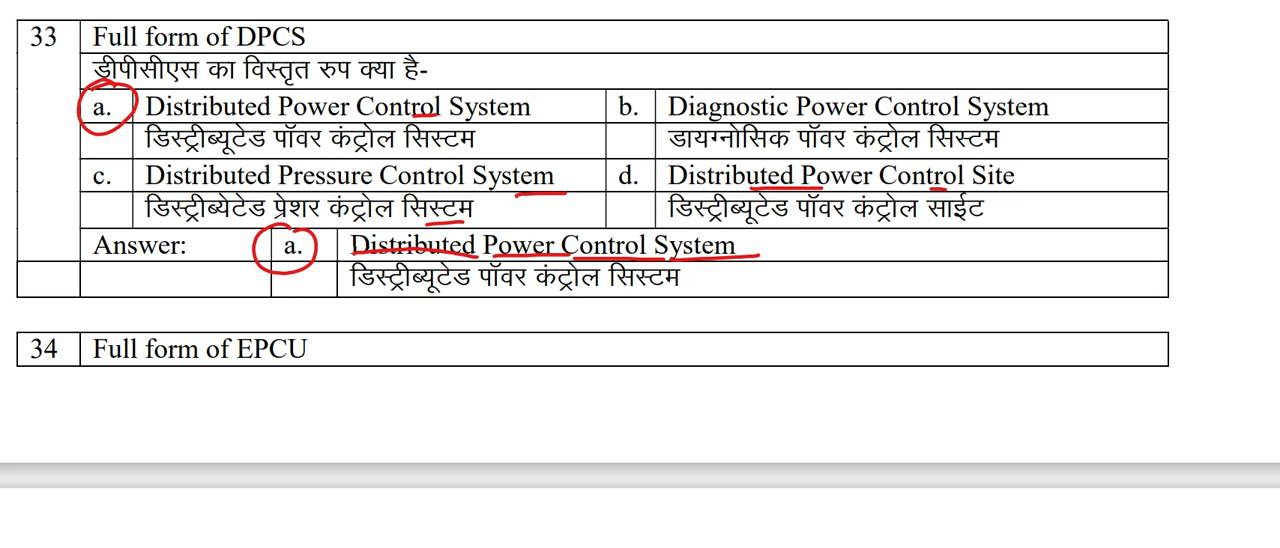 33 Full form of DPCS
डीपीसीएस का विस्तृत रुप क्या है-
a. Distributed Power Control System b. Diagnostic Power Control System
डिस्ट्रीब्यूटेड पॉवर कंट्रोल सिस्टम डायग्नोसिक पॉवर कंट्रोल सिस्टम
c. Distributed Pressure Control System d. Distributed Power Control Site
डिस्ट्रीब्येटेड प्रेशर कंट्रोल सिस्टम डिस्ट्रीब्यूटेड पॉवर कंट्रोल साईट
Answer: a. Distributed Power Control System
डिस्ट्रीब्यूटेड पॉवर कंट्रोल सिस्टम
34 Full form of EPCU